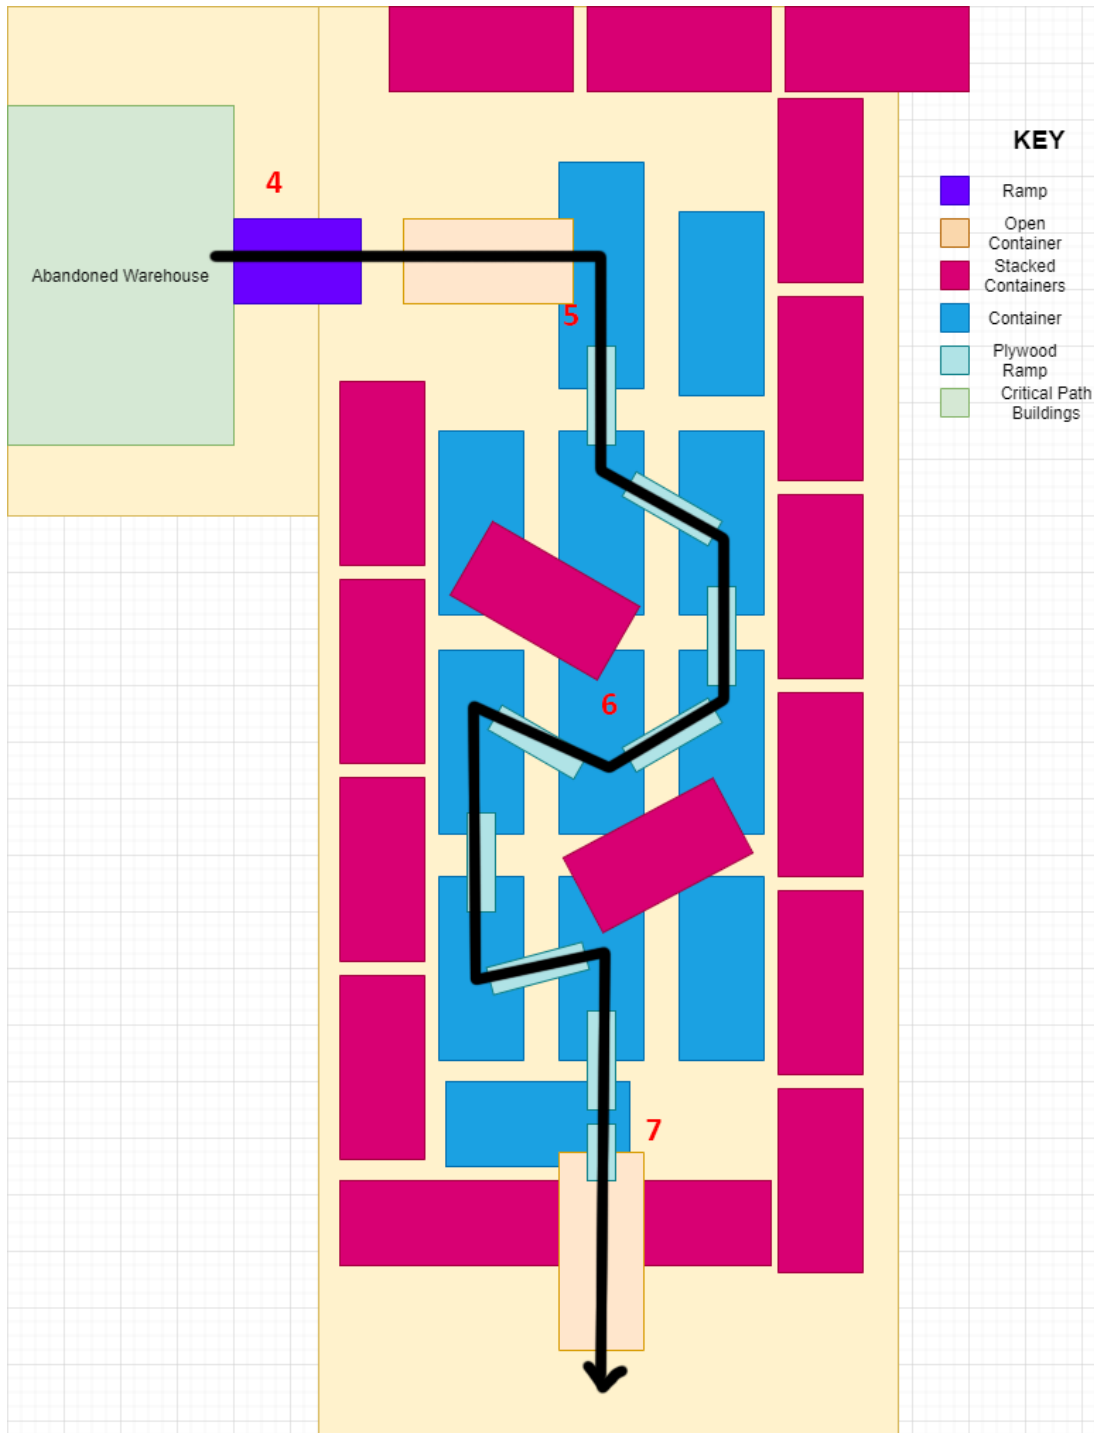 KEY
4
Ramp
Open
Container
Abandoned Warehouse
Stacked
Containers
5
Container
Plywood
Ramp
Critical Path
Buildings
6
7